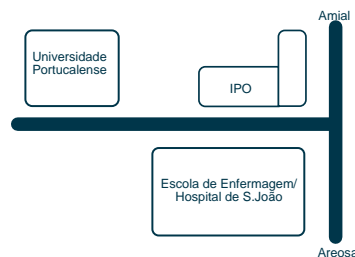 Amial
Universidade
Portucalense
IPO
Escola de Enfermagem/
Hospital de S.João
Areosa